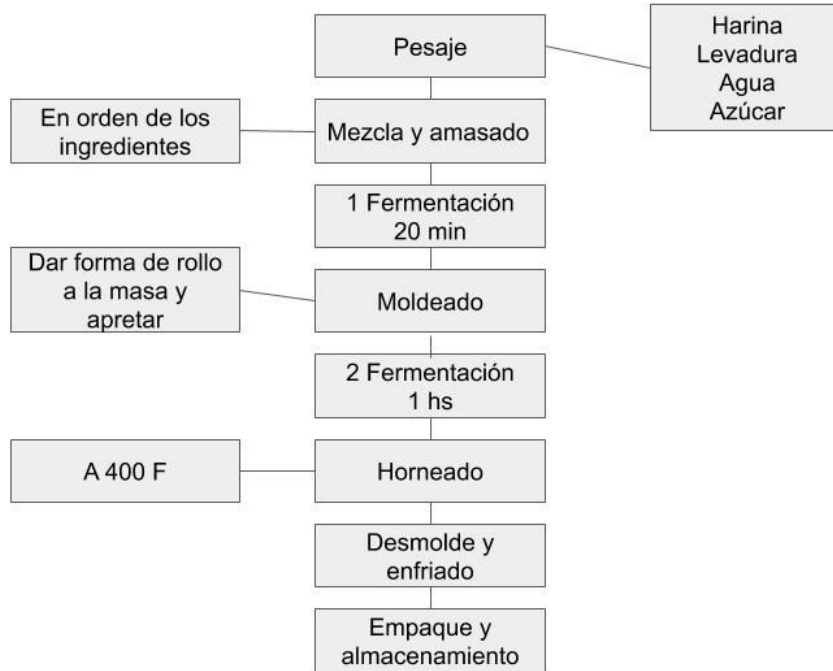 Pesaje
Harina
Levadura
Agua
Azúcar
En orden de los
ingredientes
Mezcla y amasado
1 Fermentación
20 min
Dar forma de rollo
a la masa y
apretar
Moldeado
2 Fermentación
1 hs
A 400 F
Horneado
Desmolde y
enfriado
Empaque y
almacenamiento